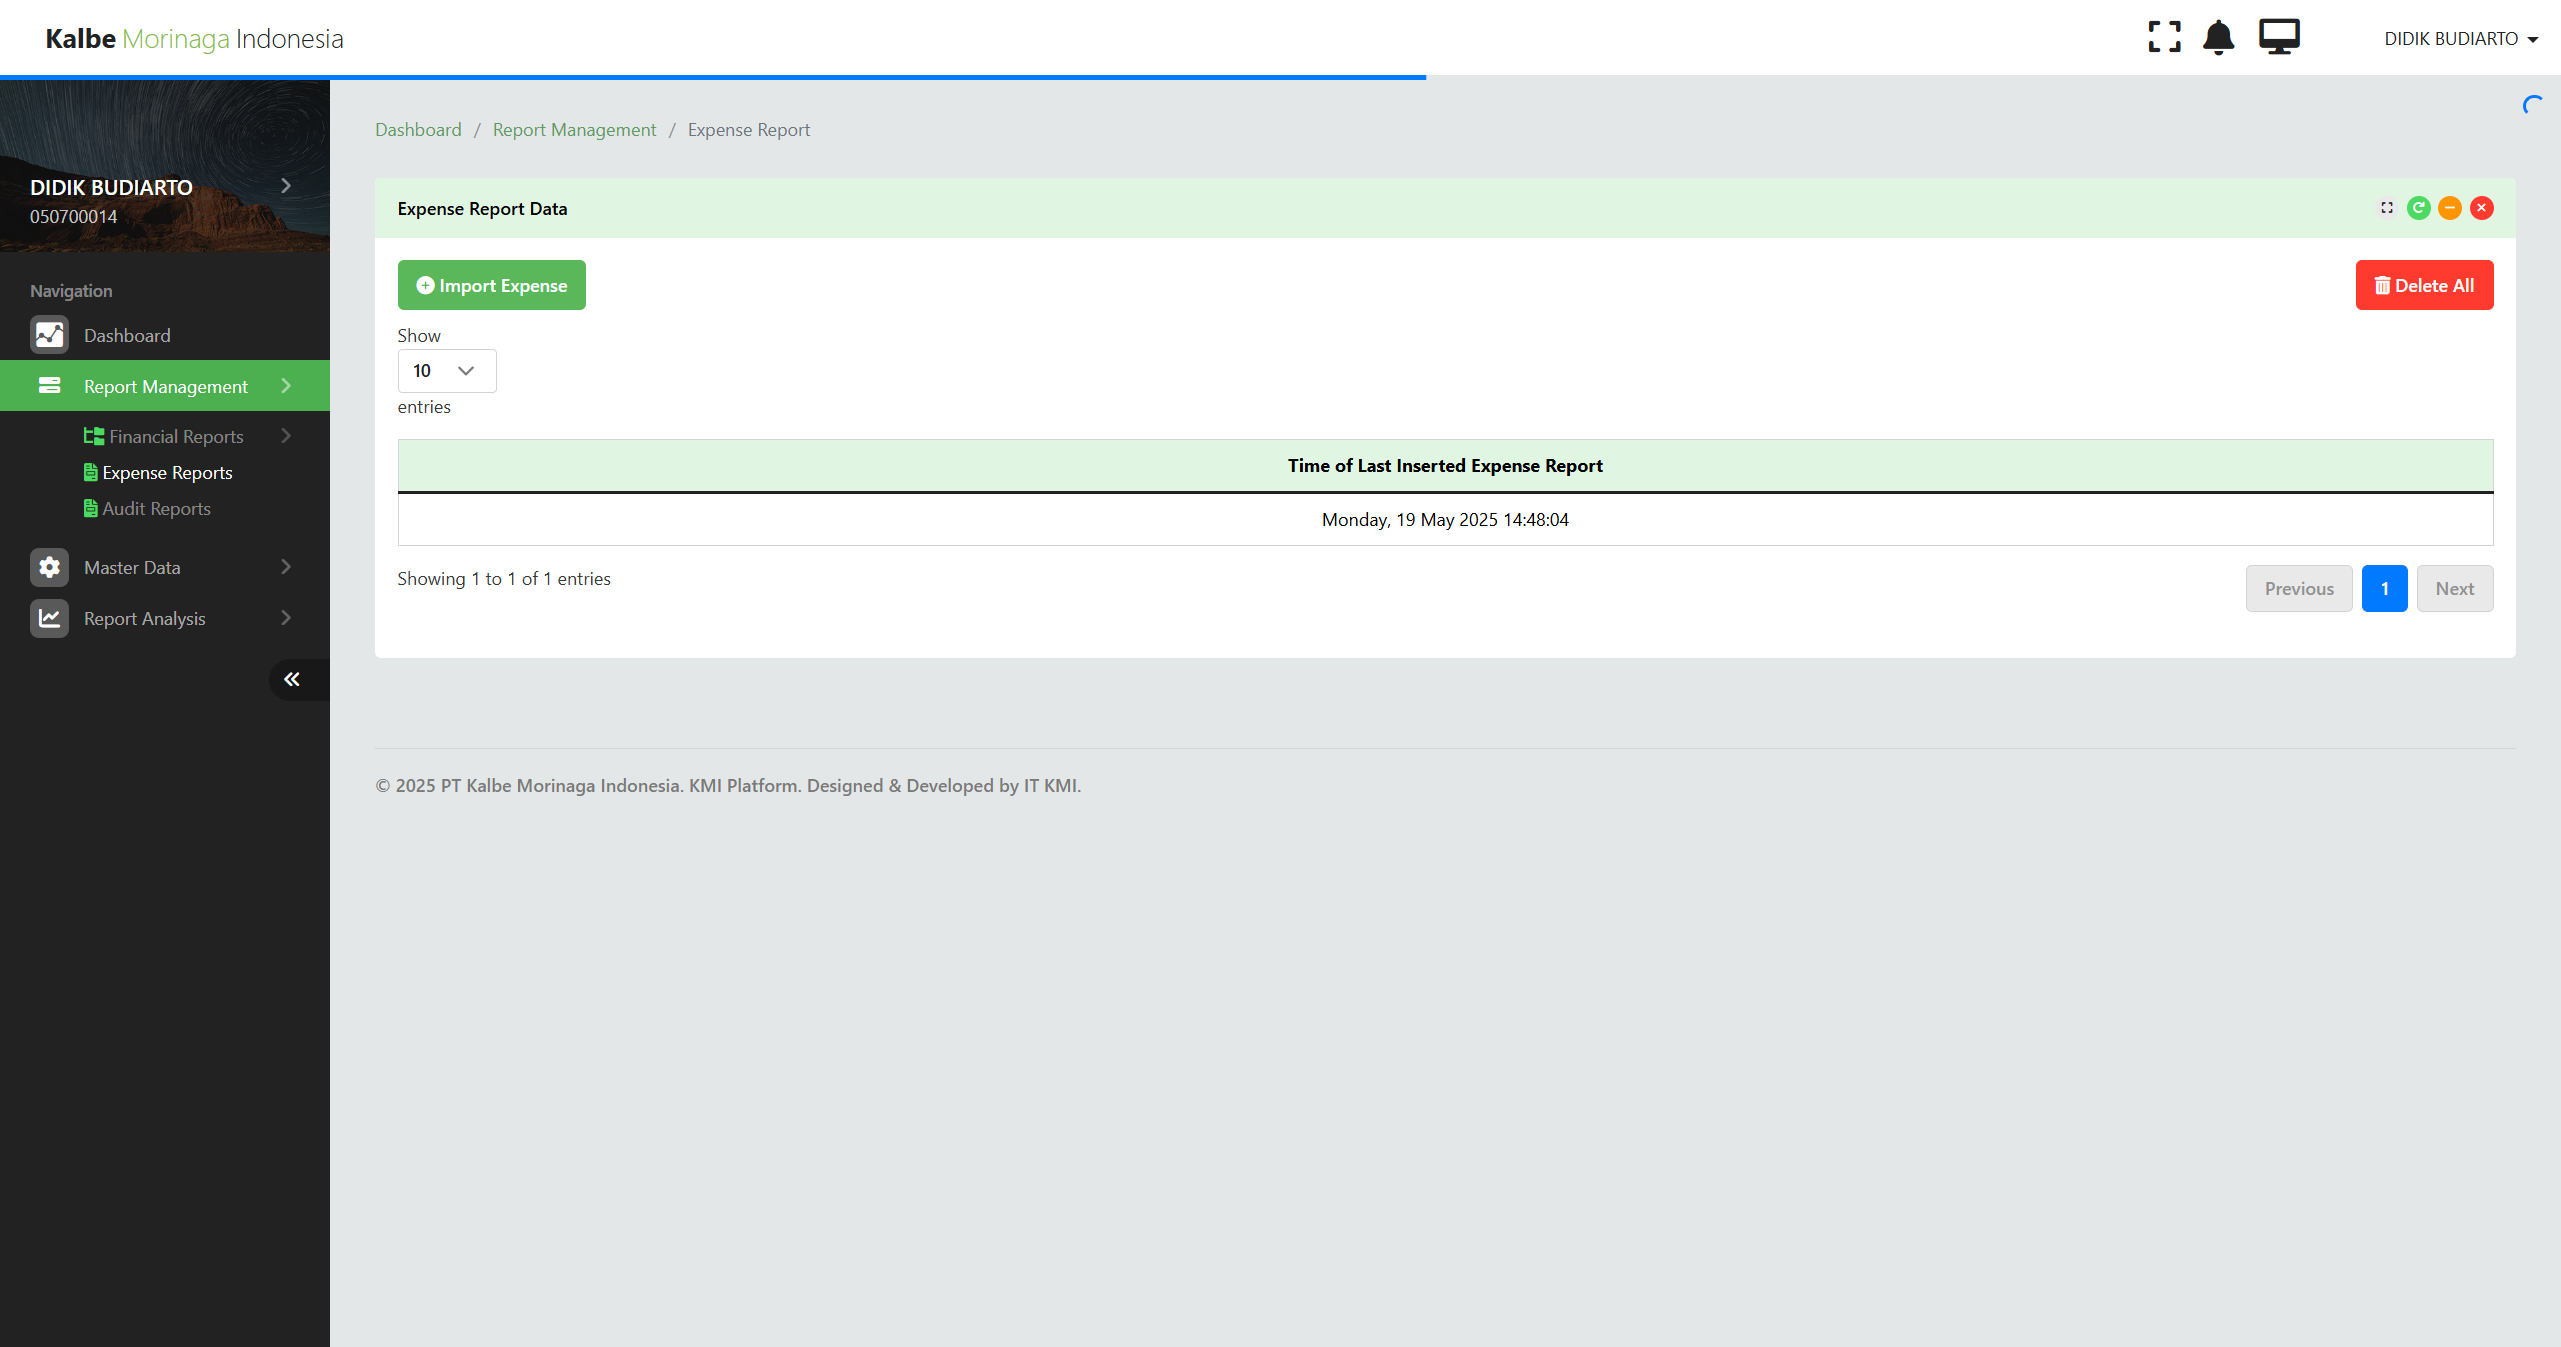 Kalbe Morinaga Indonesia
DIDIK BUDIARTO
DIDIK BUDIARTO
050700014
Navigation
Dashboard
Report Management
Financial Reports
Expense Reports
Audit Reports
Master Data
Report Analysis
Dashboard / Report Management / Expense Report
Expense Report Data
Import Expense
Delete All
Show
10
entries
Time of Last Inserted Expense Report
Monday, 19 May 2025 14:48:04
Showing 1 to 1 of 1 entries
Previous 1 Next
© 2025 PT Kalbe Morinaga Indonesia. KMI Platform. Designed & Developed by IT KMI.